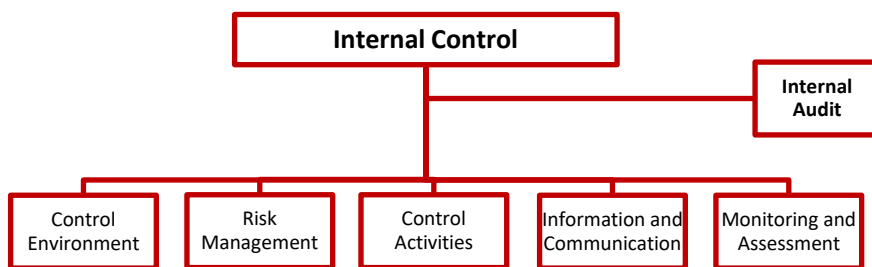 Internal Control
Internal
Audit
Control
Environment
Risk
Management
Control
Activities
Information and
Communication
Monitoring and
Assessment